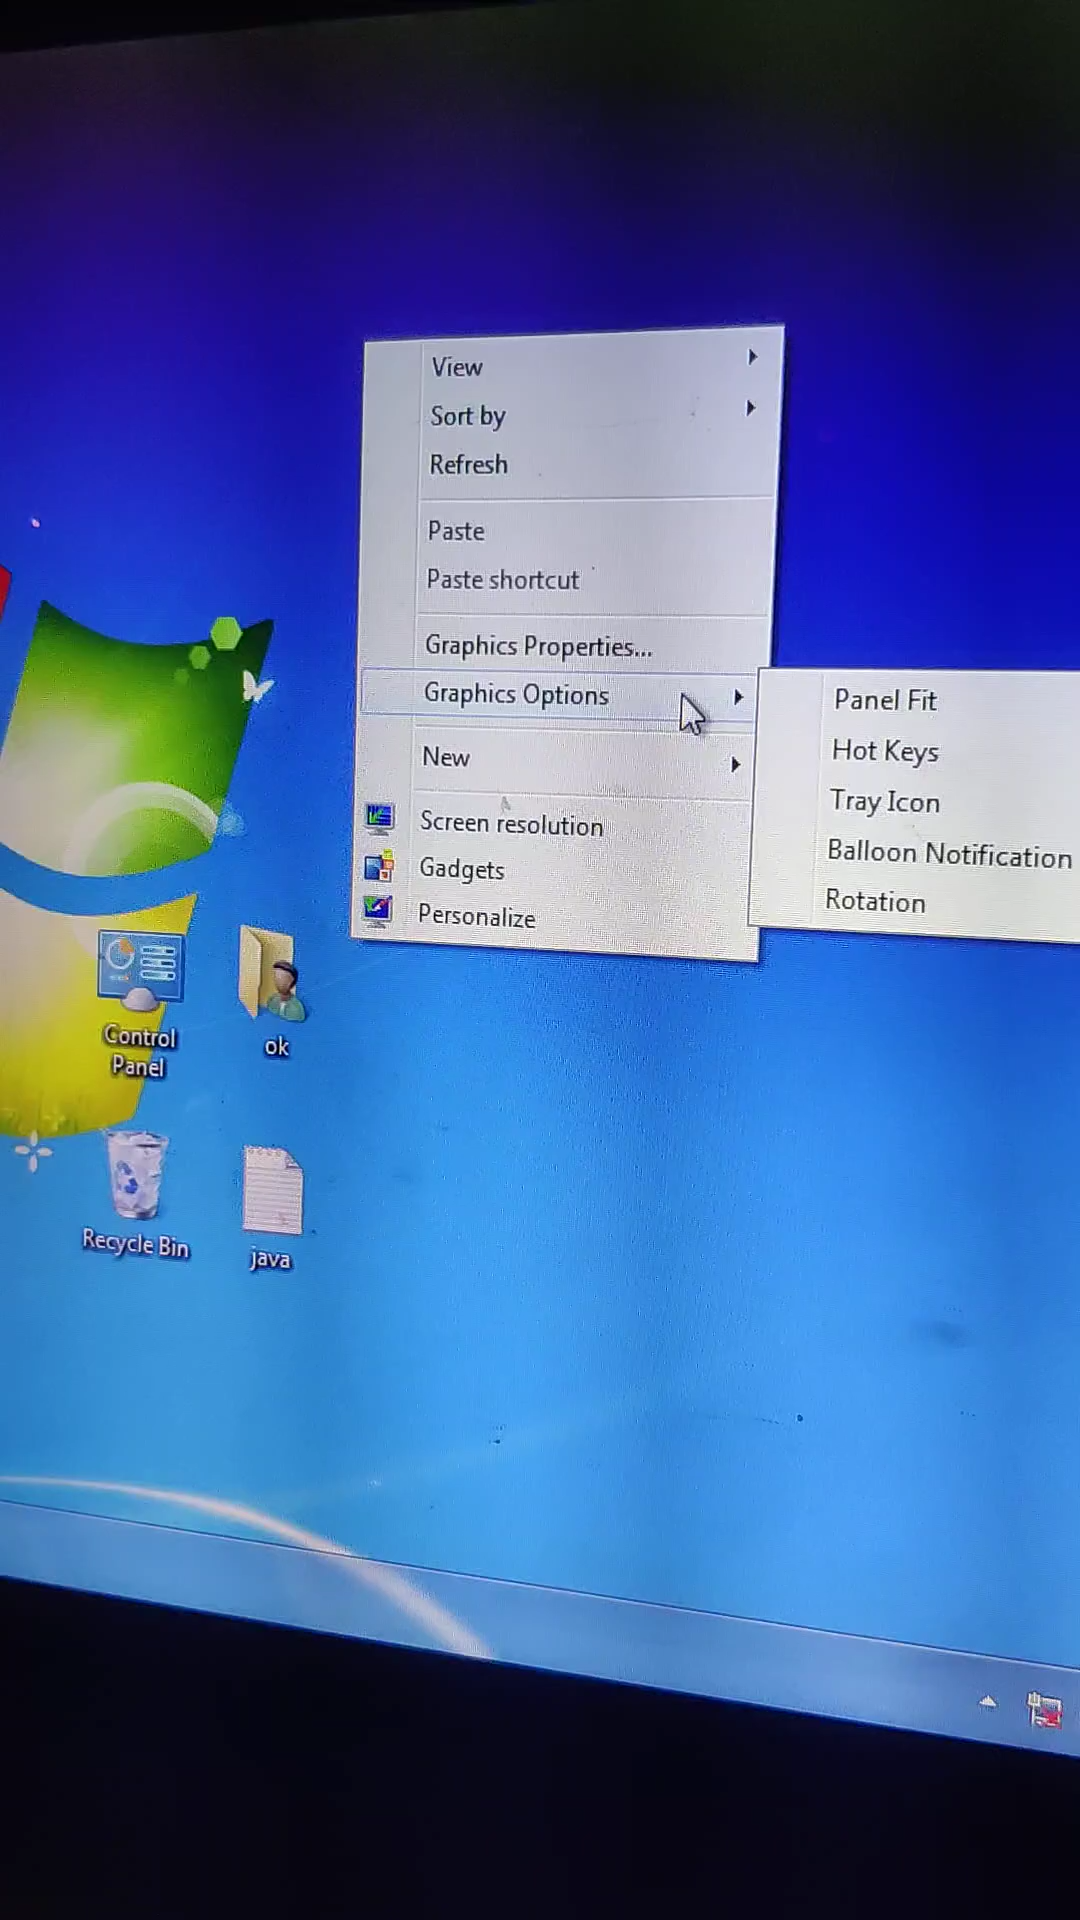 View
Sort by
Refresh
Paste
Paste shortcut
Graphics Properties...
Graphics Options
New
Screen resolution
Gadgets
Personalize
Panel Fit
Hot Keys
Tray Icon
Balloon Notification
Rotation
Control
Panel
ok
Recycle Bin
java